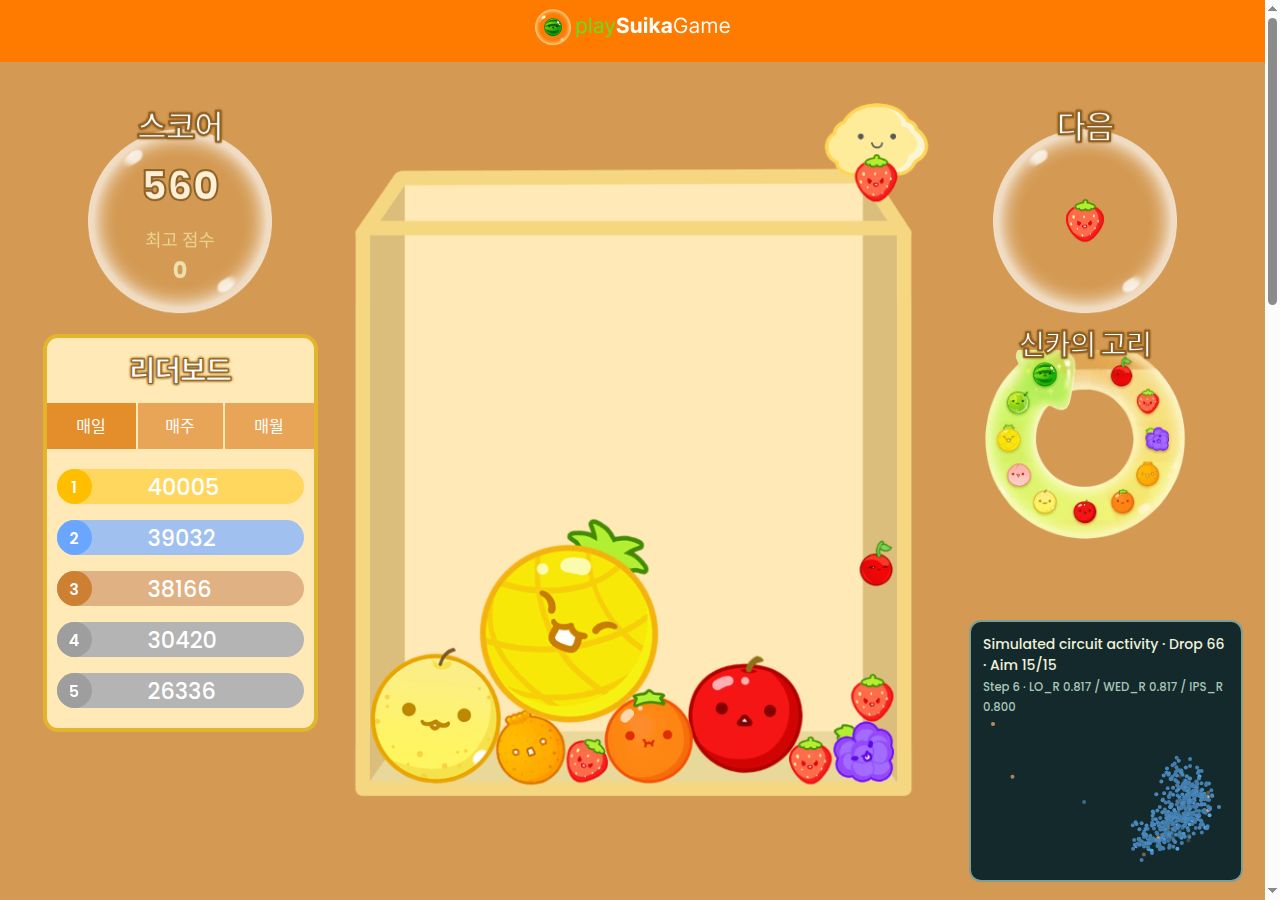 playSuikaGame
스코어
560
최고 점수
0
리더보드
매일 매주 매월
1 40005
2 39032
3 38166
4 30420
5 26336
다음
신카의 고리
Simulated circuit activity · Drop 66
· Aim 15/15
Step 6 · LO_R 0.817 / WED_R 0.817 / IPS_R
0.800